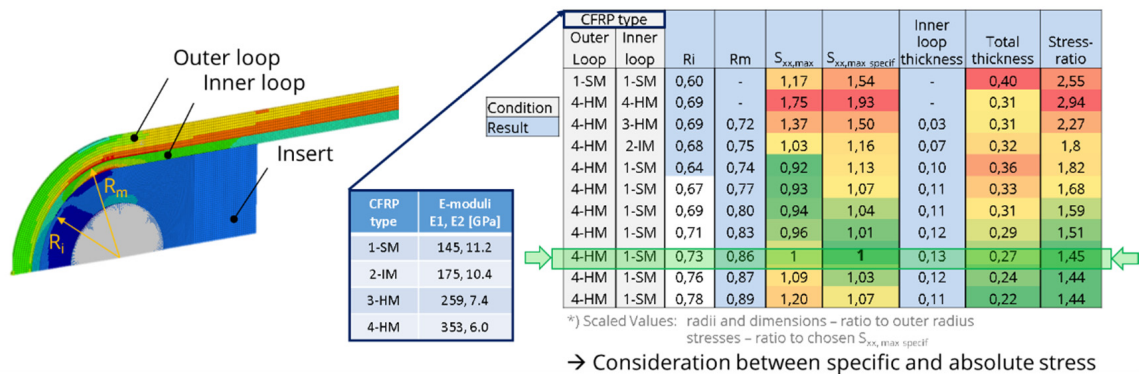 Outer loop
Inner loop
Insert
R_m
R_i
CFRP type E-moduli E1, E2 [GPa]
1-SM 145, 11.2
2-IM 175, 10.4
3-HM 259, 7.4
4-HM 353, 6.0
Condition
Result
CFRP type
Outer Loop Inner loop Ri Rm S_xx,max S_xx,max specif Inner loop thickness Total thickness Stress-ratio
1-SM 1-SM 0,60 - 1,17 1,54 - 0,40 2,55
4-HM 4-HM 0,69 - 1,75 1,93 - 0,31 2,94
4-HM 3-HM 0,69 0,72 1,37 1,50 0,03 0,31 2,27
4-HM 2-IM 0,68 0,75 1,03 1,16 0,07 0,32 1,8
4-HM 1-SM 0,64 0,74 0,92 1,13 0,10 0,36 1,82
4-HM 1-SM 0,67 0,77 0,93 1,07 0,11 0,33 1,68
4-HM 1-SM 0,69 0,80 0,94 1,04 0,11 0,31 1,59
4-HM 1-SM 0,71 0,83 0,96 1,01 0,12 0,29 1,51
4-HM 1-SM 0,73 0,86 1 1 0,13 0,27 1,45
4-HM 1-SM 0,76 0,87 1,09 1,03 0,12 0,24 1,44
4-HM 1-SM 0,78 0,89 1,20 1,07 0,11 0,22 1,44
*) Scaled Values: radii and dimensions – ratio to outer radius
stresses – ratio to chosen S_xx, max specif
→ Consideration between specific and absolute stress